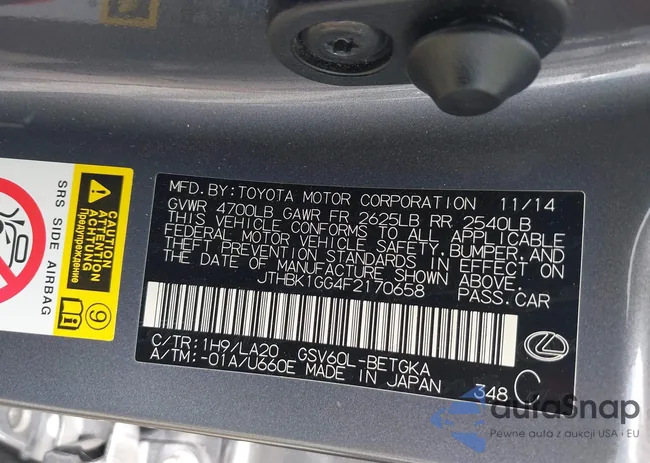 MFD.BY:TOYOTA MOTOR CORPORATION 11/14
GVWR 4700LB GAWR FR 2625LB RR 2540LB
THIS VEHICLE CONFORMS TO ALL APPLICABLE
FEDERAL MOTOR VEHICLE SAFETY,BUMPER,AND
THEFT PREVENTION STANDARDS IN EFFECT ON
THE DATE OF MANUFACTURE SHOWN ABOVE.
JTHBK1GG4F2170658 PASS.CAR
C/TR:1H9/LA20 GSV60L-BETGKA
A/TM:-01A/U660E MADE IN JAPAN 348 C
SRS SIDE AIRBAG
CAUTION
ATTENTION
Предупреждение
9
autaSnap
Pewne auta z aukcji USA i EU